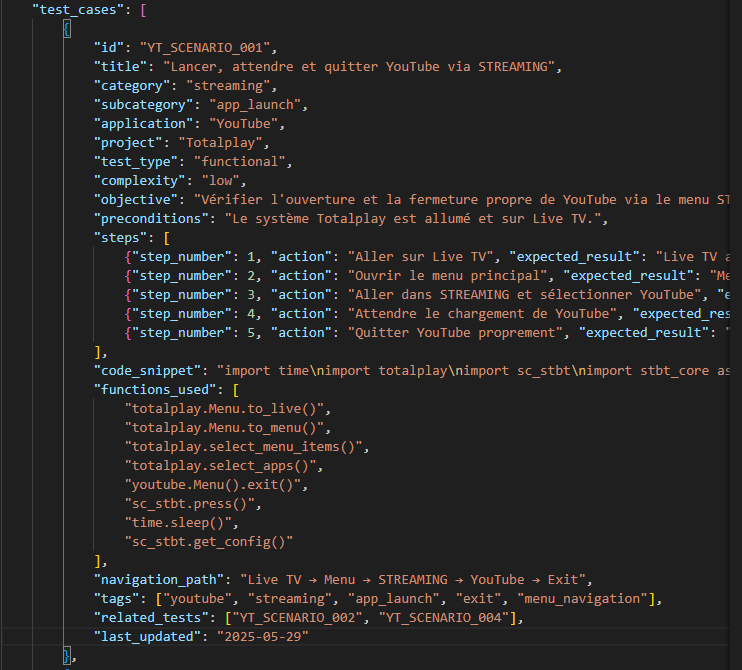 "test_cases": [
{
"id": "YT_SCENARIO_001",
"title": "Lancer, attendre et quitter YouTube via STREAMING",
"category": "streaming",
"subcategory": "app_launch",
"application": "YouTube",
"project": "Totalplay",
"test_type": "functional",
"complexity": "low",
"objective": "Vérifier l'ouverture et la fermeture propre de YouTube via le menu ST
"preconditions": "Le système Totalplay est allumé et sur Live TV.",
"steps": [
{"step_number": 1, "action": "Aller sur Live TV", "expected_result": "Live TV a
{"step_number": 2, "action": "Ouvrir le menu principal", "expected_result": "Me
{"step_number": 3, "action": "Aller dans STREAMING et sélectionner YouTube", "e
{"step_number": 4, "action": "Attendre le chargement de YouTube", "expected_res
{"step_number": 5, "action": "Quitter YouTube proprement", "expected_result": "
],
"code_snippet": "import time\nimport totalplay\nimport sc_stbt\nimport stbt_core as
"functions_used": [
"totalplay.Menu.to_live()",
"totalplay.Menu.to_menu()",
"totalplay.select_menu_items()",
"totalplay.select_apps()",
"youtube.Menu().exit()",
"sc_stbt.press()",
"time.sleep()",
"sc_stbt.get_config()"
],
"navigation_path": "Live TV → Menu → STREAMING → YouTube → Exit",
"tags": ["youtube", "streaming", "app_launch", "exit", "menu_navigation"],
"related_tests": ["YT_SCENARIO_002", "YT_SCENARIO_004"],
"last_updated": "2025-05-29"
},